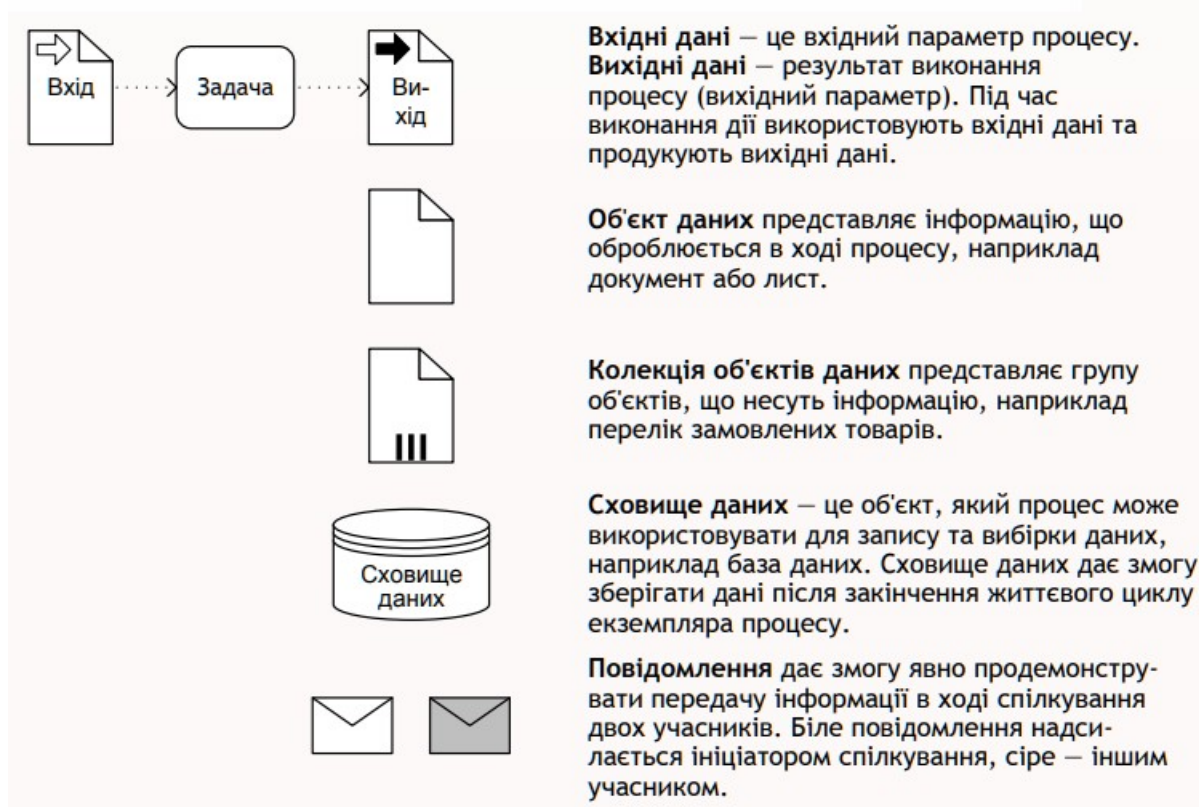 Вхід
Задача
Ви-
хід
Вхідні дані — це вхідний параметр процесу.
Вихідні дані — результат виконання
процесу (вихідний параметр). Під час
виконання дії використовують вхідні дані та
продукують вихідні дані.
Об'єкт даних представляє інформацію, що
оброблюється в ході процесу, наприклад
документ або лист.
Колекція об'єктів даних представляє групу
об'єктів, що несуть інформацію, наприклад
перелік замовлених товарів.
Сховище
даних
Сховище даних — це об'єкт, який процес може
використовувати для запису та вибірки даних,
наприклад база даних. Сховище даних дає змогу
зберігати дані після закінчення життєвого циклу
екземпляра процесу.
Повідомлення дає змогу явно продемонстру-
вати передачу інформації в ході спілкування
двох учасників. Біле повідомлення надси-
лається ініціатором спілкування, сіре — іншим
учасником.